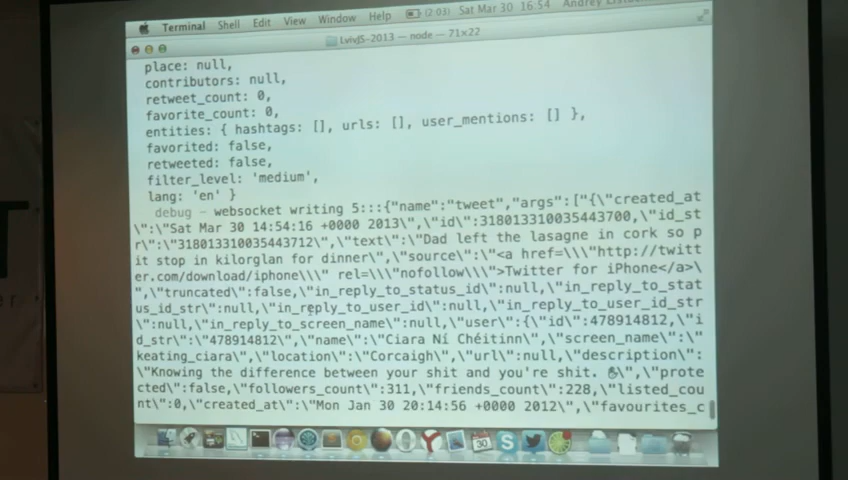 Terminal Shell Edit View Window Help (2:03) Sat Mar 30 16:54 Andrey
LvivJS-2013 — node — 71×22
place: null,
contributors: null,
retweet_count: 0,
favorite_count: 0,
entities: { hashtags: [], urls: [], user_mentions: [] },
favorited: false,
retweeted: false,
filter_level: 'medium',
lang: 'en' }
debug - websocket writing 5:::{"name":"tweet","args":["{\"created_at
\":\"Sat Mar 30 14:54:16 +0000 2013\",\"id\":318013310035443700,\"id_st
r\":\"318013310035443712\",\"text\":\"Dad left the lasagne in cork so p
it stop in kilorglan for dinner\",\"source\":\"<a href=\\\"http://twitt
er.com/download/iphone\\\" rel=\\\"nofollow\\\">Twitter for iPhone</a>\
",\"truncated\":false,\"in_reply_to_status_id\":null,\"in_reply_to_stat
us_id_str\":null,\"in_reply_to_user_id\":null,\"in_reply_to_user_id_str
\":null,\"in_reply_to_screen_name\":null,\"user\":{\"id\":478914812,\"i
d_str\":\"478914812\",\"name\":\"Ciara Ní Chéitinn\",\"screen_name\":\"
keating_ciara\",\"location\":\"Corcaigh\",\"url\":null,\"description\":
\"Knowing the difference between your shit and you're shit. \",\"prote
cted\":false,\"followers_count\":311,\"friends_count\":228,\"listed_cou
nt\":0,\"created_at\":\"Mon Jan 30 20:14:56 +0000 2012\",\"favourites_c
30